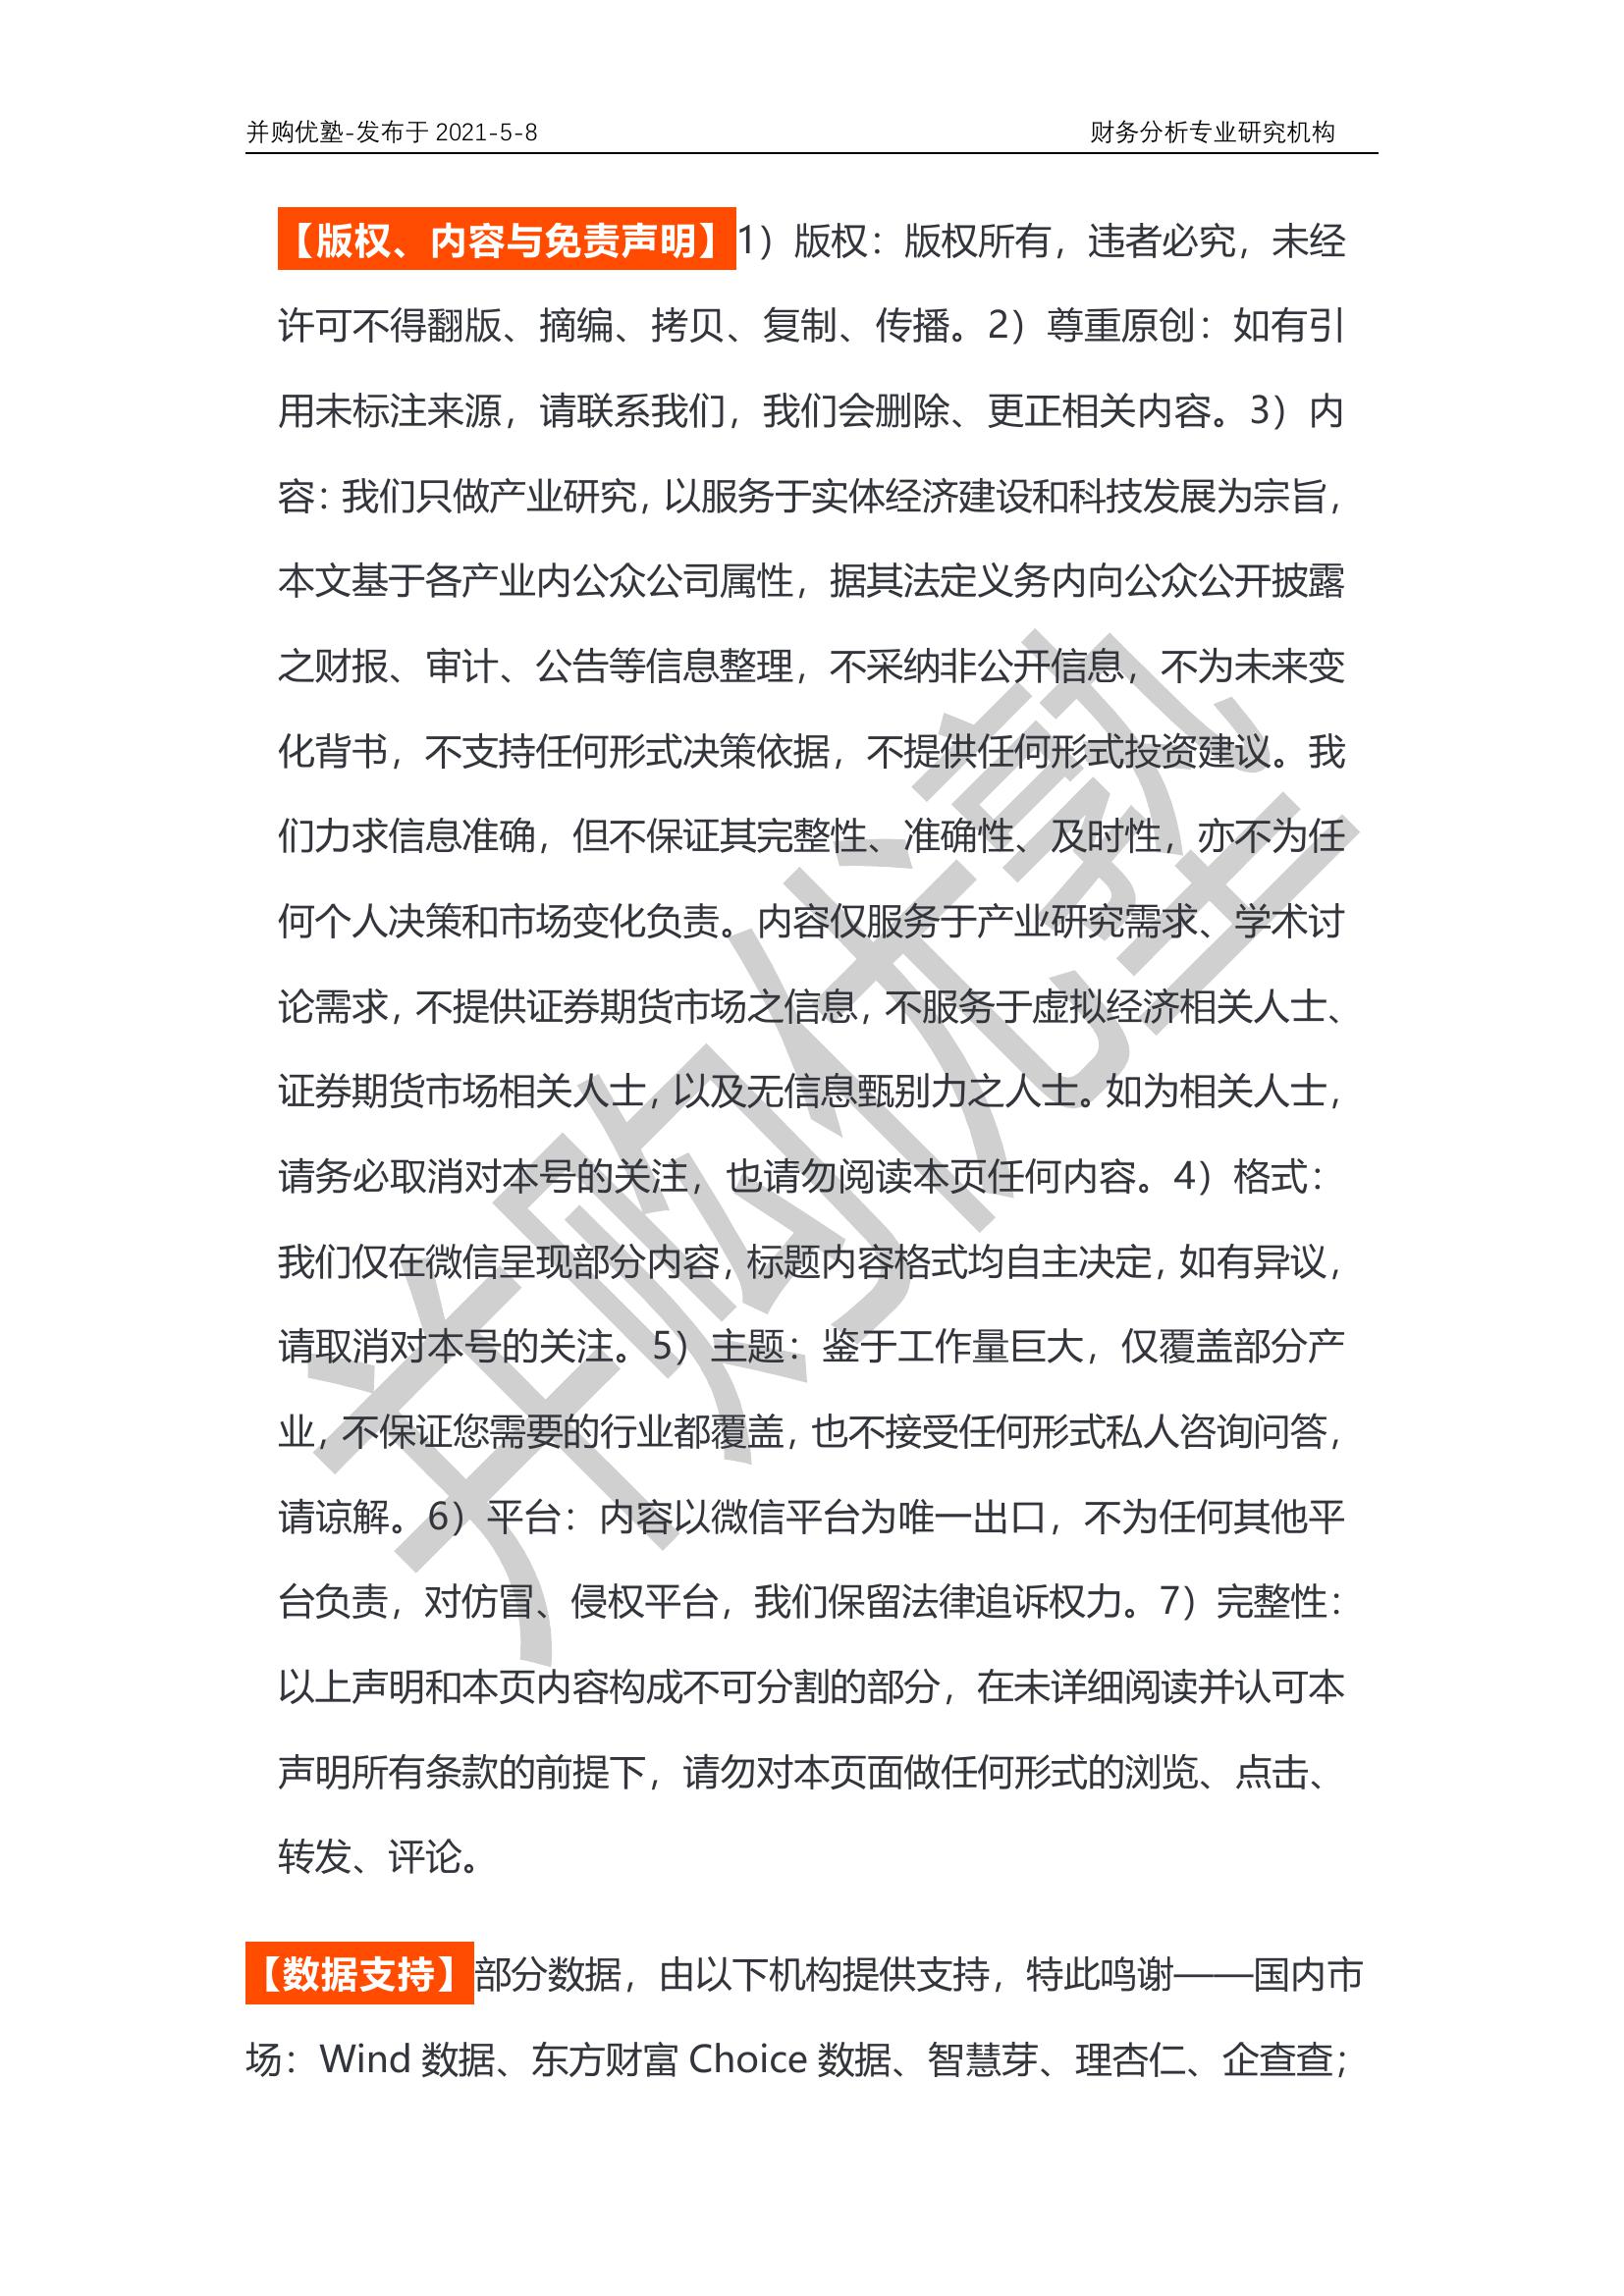 并购优塾-发布于 2021-5-8 财务分析专业研究机构
【版权、内容与免责声明】1）版权：版权所有，违者必究，未经
许可不得翻版、摘编、拷贝、复制、传播。2）尊重原创：如有引
用未标注来源，请联系我们，我们会删除、更正相关内容。3）内
容：我们只做产业研究，以服务于实体经济建设和科技发展为宗旨，
本文基于各产业内公众公司属性，据其法定义务内向公众公开披露
之财报、审计、公告等信息整理，不采纳非公开信息，不为未来变
化背书，不支持任何形式决策依据，不提供任何形式投资建议。我
们力求信息准确，但不保证其完整性、准确性、及时性，亦不为任
何个人决策和市场变化负责。内容仅服务于产业研究需求、学术讨
论需求，不提供证券期货市场之信息，不服务于虚拟经济相关人士、
证券期货市场相关人士，以及无信息甄别力之人士。如为相关人士，
请务必取消对本号的关注，也请勿阅读本页任何内容。4）格式：
我们仅在微信呈现部分内容，标题内容格式均自主决定，如有异议，
请取消对本号的关注。5）主题：鉴于工作量巨大，仅覆盖部分产
业，不保证您需要的行业都覆盖，也不接受任何形式私人咨询问答，
请谅解。6）平台：内容以微信平台为唯一出口，不为任何其他平
台负责，对仿冒、侵权平台，我们保留法律追诉权力。7）完整性：
以上声明和本页内容构成不可分割的部分，在未详细阅读并认可本
声明所有条款的前提下，请勿对本页面做任何形式的浏览、点击、
转发、评论。
【数据支持】部分数据，由以下机构提供支持，特此鸣谢——国内市
场：Wind 数据、东方财富 Choice 数据、智慧芽、理杏仁、企查查；
并购优塾